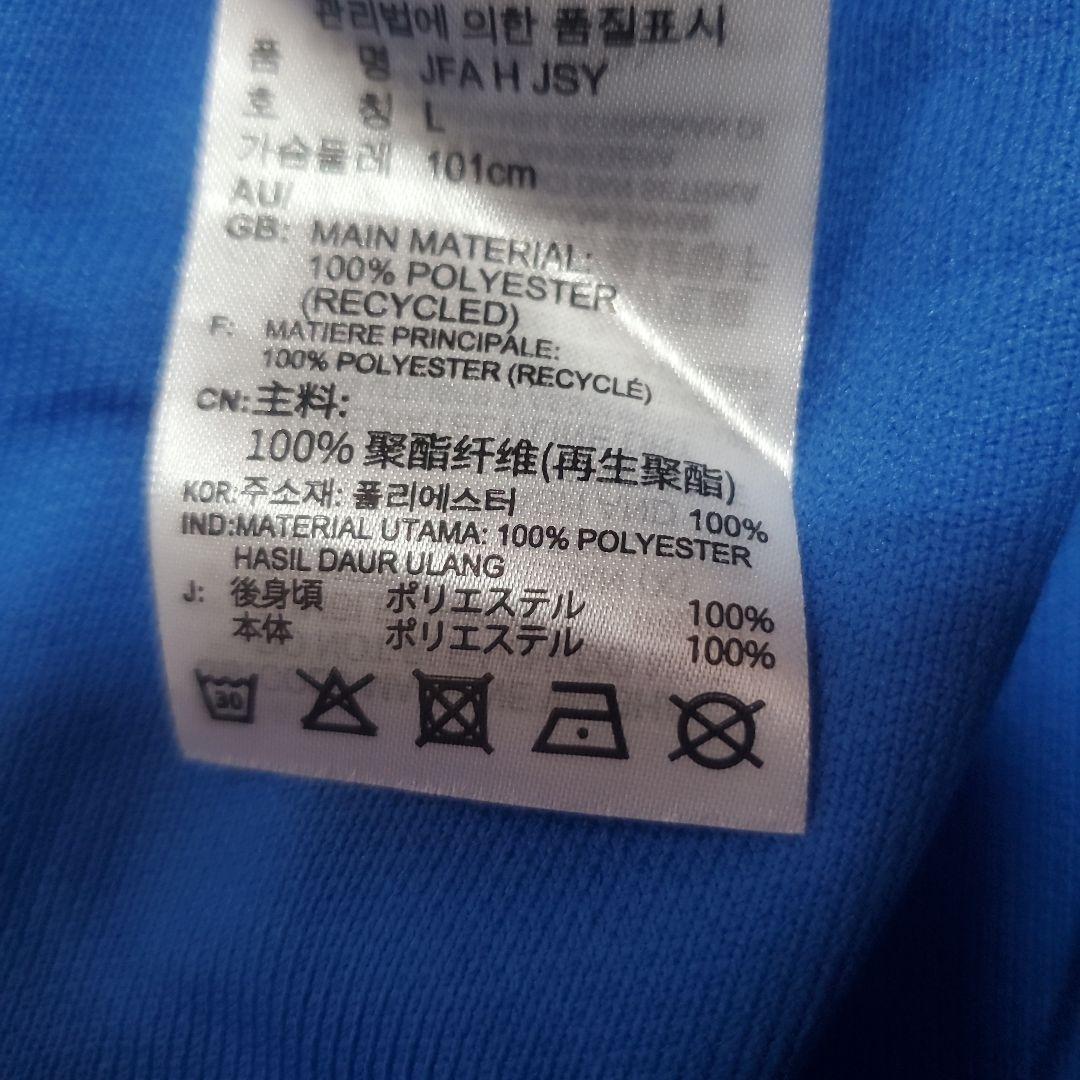 관리법에 의한 품질표시
품 명 JFA H JSY
호 칭 L
가슴둘레 101cm
AU/
GB: MAIN MATERIAL:
100% POLYESTER
(RECYCLED)
F: MATIERE PRINCIPALE:
100% POLYESTER (RECYCLÉ)
CN:主料:
100% 聚酯纤维(再生聚酯)
KOR:주소재: 폴리에스터 100%
IND:MATERIAL UTAMA: 100% POLYESTER
HASIL DAUR ULANG
J: 後身頃 ポリエステル 100%
本体 ポリエステル 100%
30